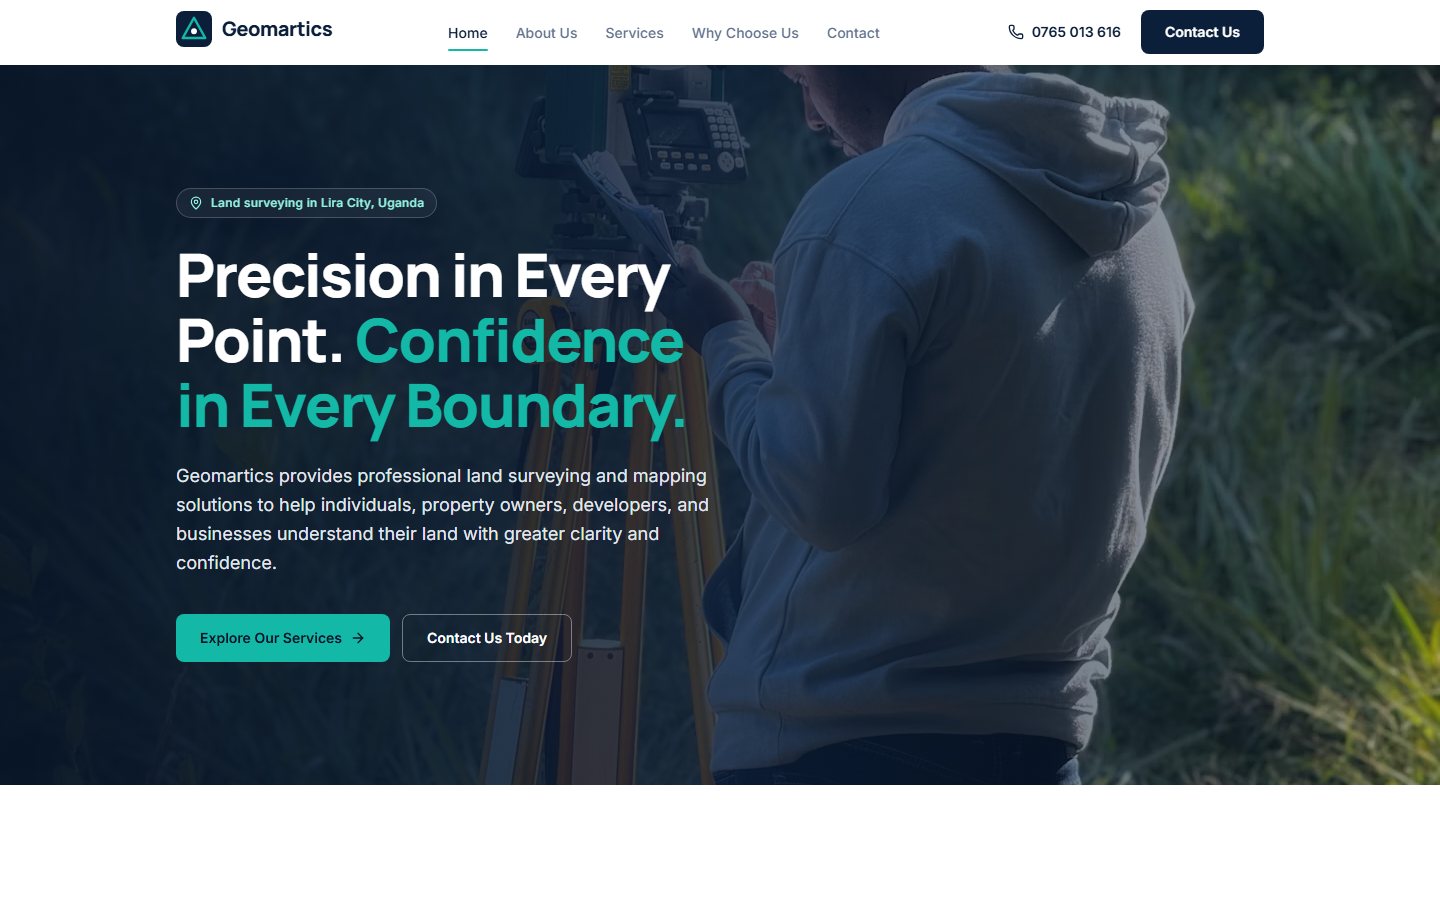 Geomartics
Home
About Us
Services
Why Choose Us
Contact
0765 013 616
Contact Us
Land surveying in Lira City, Uganda
Precision in Every
Point. Confidence
in Every Boundary.
Geomartics provides professional land surveying and mapping
solutions to help individuals, property owners, developers, and
businesses understand their land with greater clarity and
confidence.
Explore Our Services
Contact Us Today